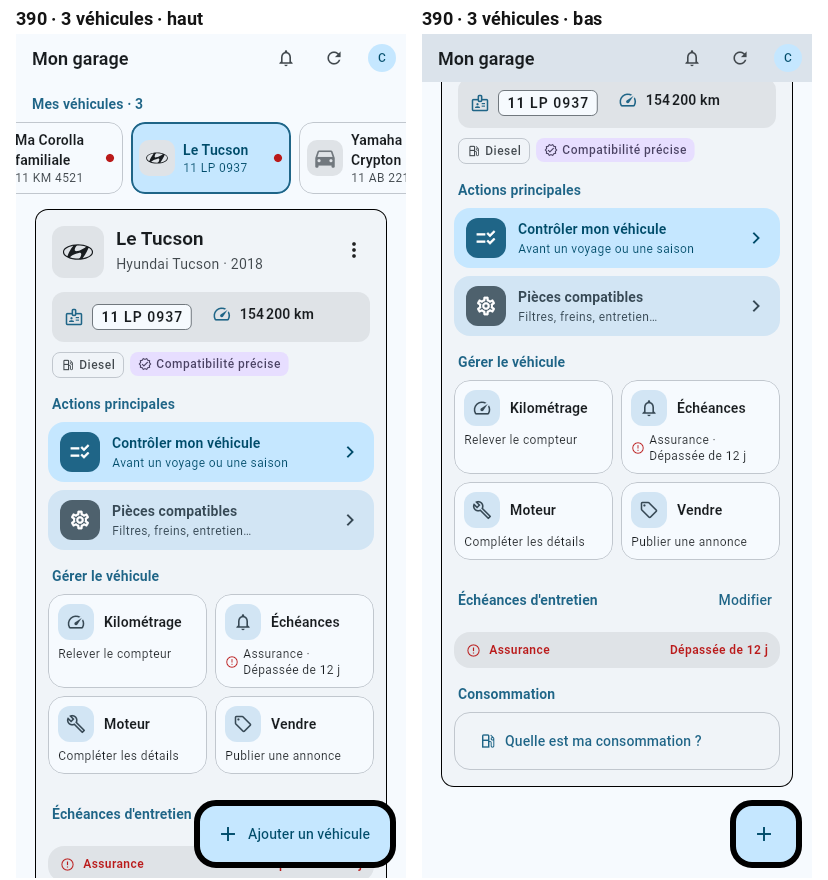 390 · 3 véhicules · haut
Mon garage
C
Mes véhicules · 3
Ma Corolla
familiale
11 KM 4521
Le Tucson
11 LP 0937
Yamaha
Crypton
11 AB 221
Le Tucson
Hyundai Tucson · 2018
11 LP 0937
154 200 km
Diesel
Compatibilité précise
Actions principales
Contrôler mon véhicule
Avant un voyage ou une saison
Pièces compatibles
Filtres, freins, entretien…
Gérer le véhicule
Kilométrage
Relever le compteur
Échéances
Assurance ·
Dépassée de 12 j
Moteur
Compléter les détails
Vendre
Publier une annonce
Échéances d'entretien
Ajouter un véhicule
Assurance
390 · 3 véhicules · bas
Mon garage
C
11 LP 0937
154 200 km
Diesel
Compatibilité précise
Actions principales
Contrôler mon véhicule
Avant un voyage ou une saison
Pièces compatibles
Filtres, freins, entretien…
Gérer le véhicule
Kilométrage
Relever le compteur
Échéances
Assurance ·
Dépassée de 12 j
Moteur
Compléter les détails
Vendre
Publier une annonce
Échéances d'entretien
Modifier
Assurance
Dépassée de 12 j
Consommation
Quelle est ma consommation ?